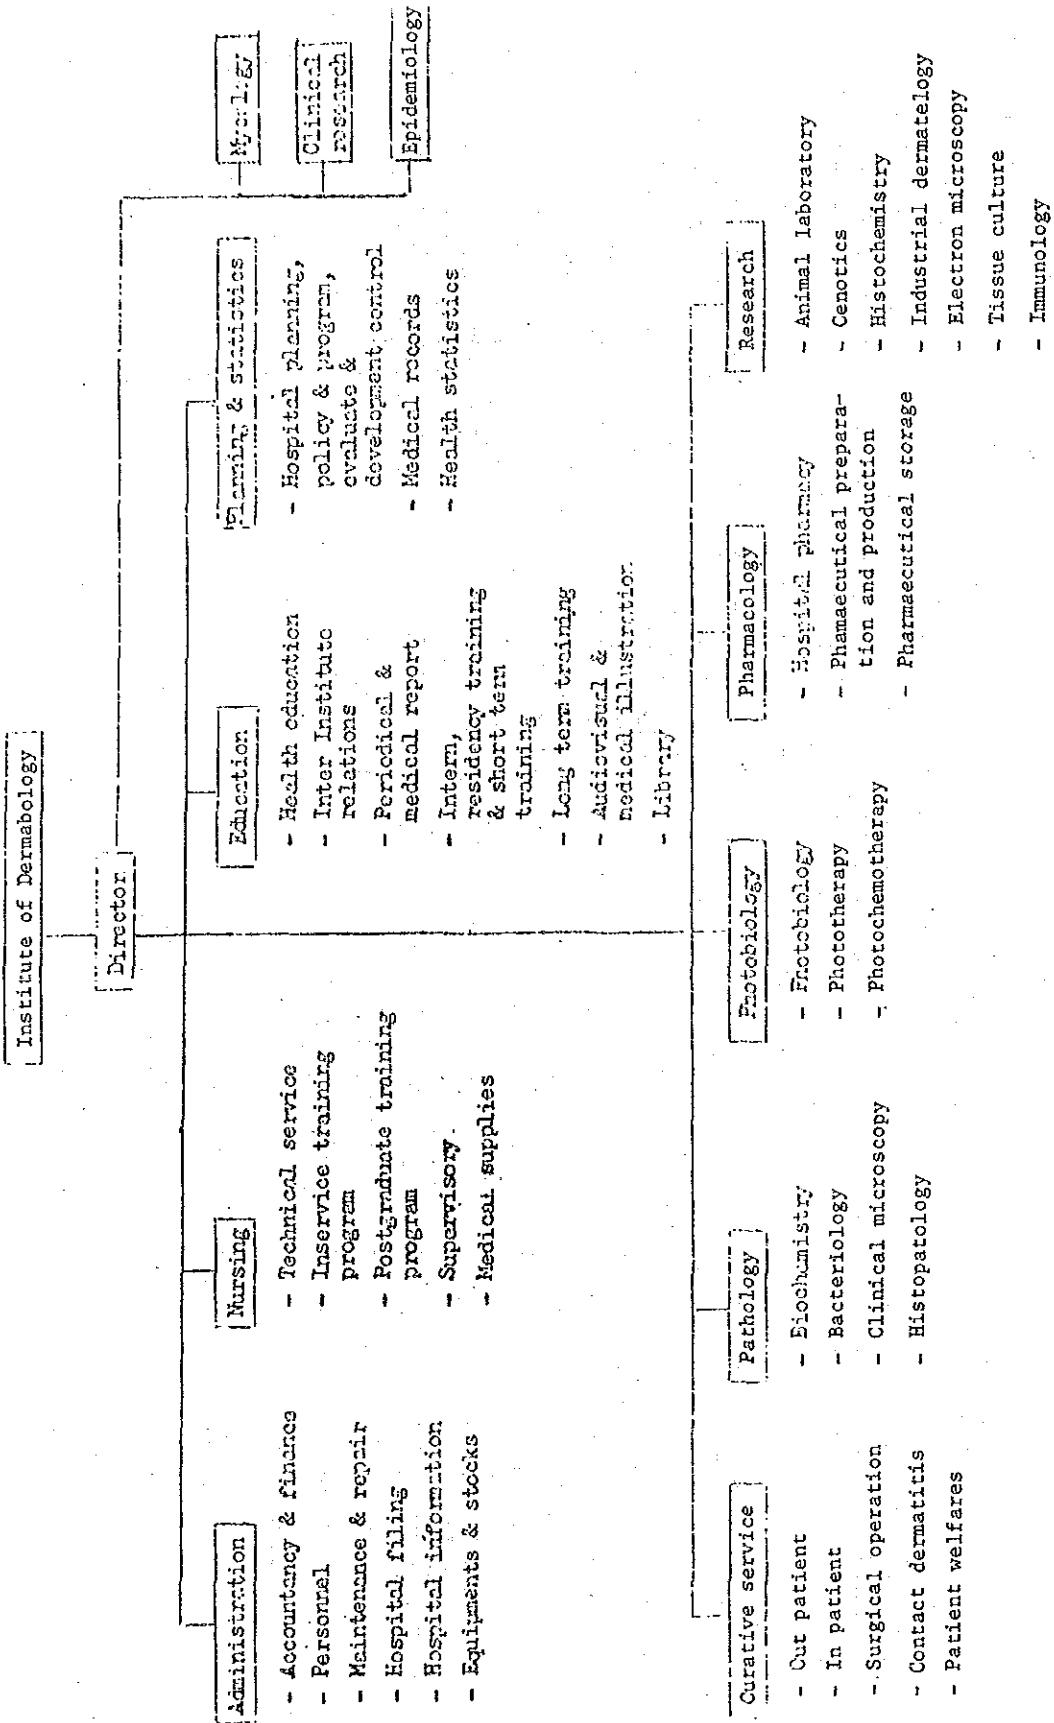 Institute of Dermabology
Director
Mycology
Clinical
research
Epidemiology
Administration
- Accountancy & finance
- Personnel
- Maintenance & repair
- Hospital filing
- Hospital information
- Equipments & stocks
Nursing
- Technical service
- Inservice training
program
- Postgraduate training
program
- Supervisory.
- Medical supplies
Education
- Health education
- Inter Institute
relations
- Periodical &
medical report
- Intern,
residency training
& short term
training
- Long term training
- Audiovisual &
medical illustration
- Library
Planning & statistics
- Hospital planning,
policy & program,
evaluate &
development control
- Medical records
- Health statistics
Curative service
- Out patient
- In patient
- Surgical operation
- Contact dermatitis
- Patient welfares
Pathology
- Biochemistry
- Bacteriology
- Clinical microscopy
- Histopatology
Photobiology
- Photobiology
- Phototherapy
- Photochemotherapy
Pharmacology
- Hospital pharmacy
- Phamaecutical prepara-
tion and production
- Pharmaecutical storage
Research
- Animal laboratory
- Cenotics
- Histochemistry
- Industrial dermatelogy
- Electron microscopy
- Tissue culture
- Immunology